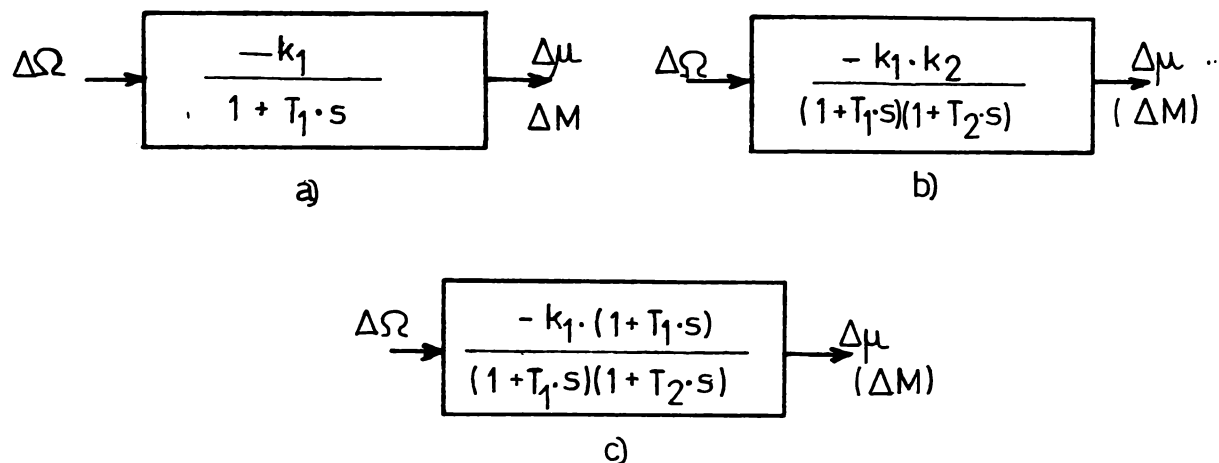 ΔΩ
-k₁
1 + T₁·s
Δμ
ΔM
a)
ΔΩ
- k₁·k₂
(1+T₁·s)(1+T₂·s)
Δμ
(ΔM)
b)
ΔΩ
- k₁·(1+T₁·s)
(1+T₁·s)(1+T₂·s)
Δμ
(ΔM)
c)